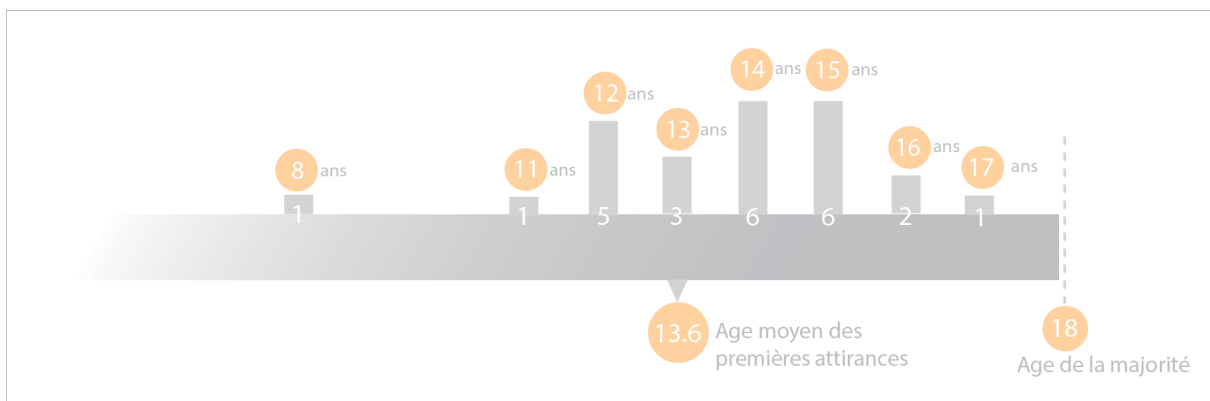 8 ans
11 ans
12 ans
13 ans
14 ans
15 ans
16 ans
17 ans
1
1
5
3
6
6
2
1
13.6
Age moyen des
premières attirances
18
Age de la majorité